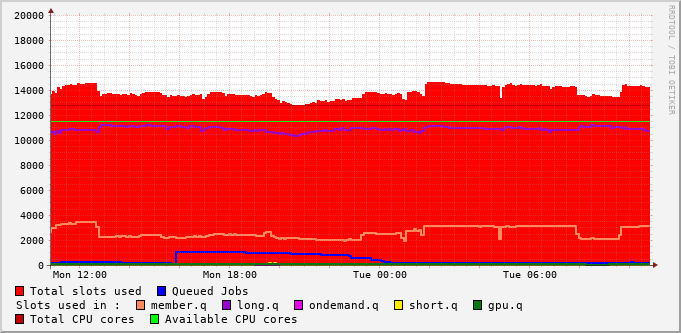 RRDTOOL / TOBI OETIKER
20000
18000
16000
14000
12000
10000
8000
6000
4000
2000
0
Mon 12:00 Mon 18:00 Tue 00:00 Tue 06:00
Total slots used Queued Jobs
Slots used in : member.q long.q ondemand.q short.q gpu.q
Total CPU cores Available CPU cores